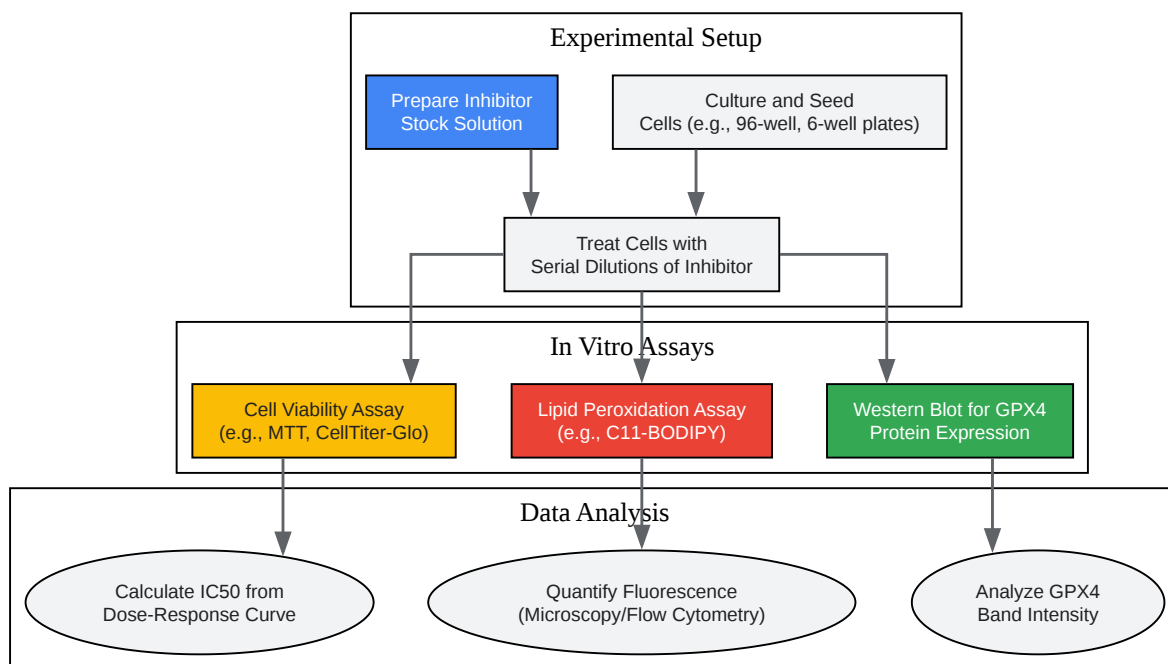 Experimental Setup
Prepare Inhibitor
Stock Solution
Culture and Seed
Cells (e.g., 96-well, 6-well plates)
Treat Cells with
Serial Dilutions of Inhibitor
In Vitro Assays
Cell Viability Assay
(e.g., MTT, CellTiter-Glo)
Lipid Peroxidation Assay
(e.g., C11-BODIPY)
Western Blot for GPX4
Protein Expression
Data Analysis
Calculate IC50 from
Dose-Response Curve
Quantify Fluorescence
(Microscopy/Flow Cytometry)
Analyze GPX4
Band Intensity